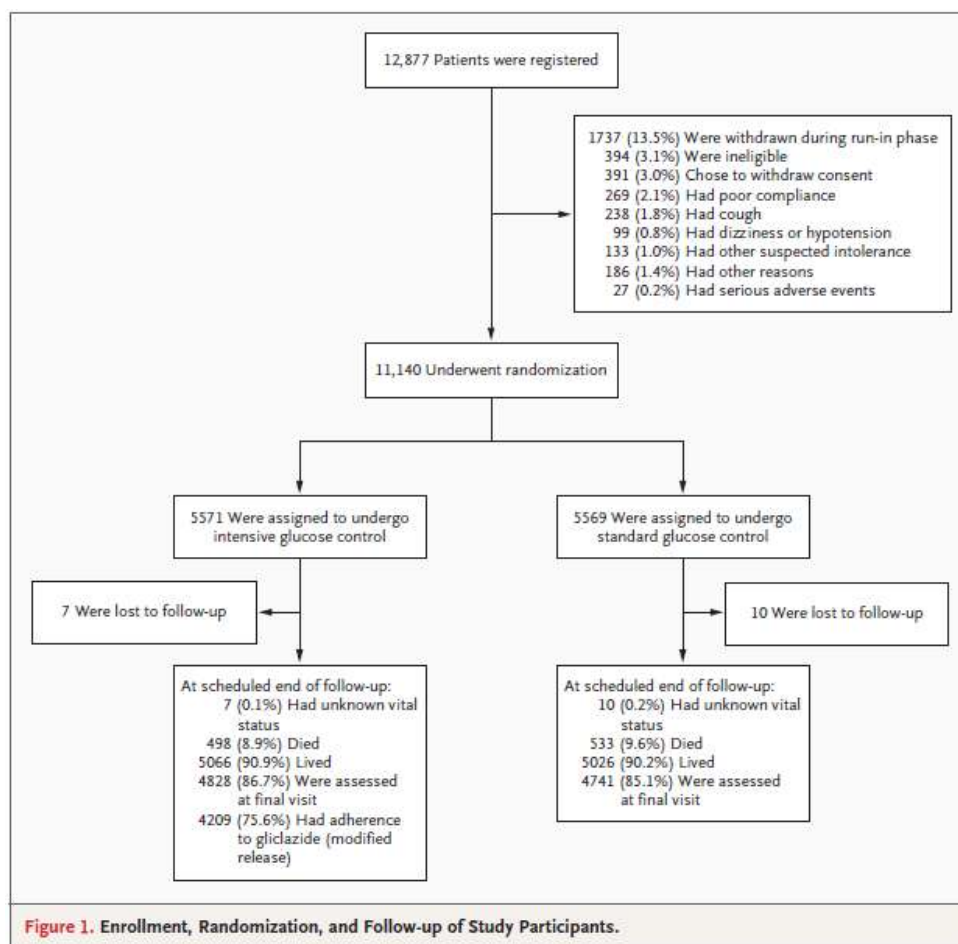 12,877 Patients were registered
1737 (13.5%) Were withdrawn during run-in phase
394 (3.1%) Were ineligible
391 (3.0%) Chose to withdraw consent
269 (2.1%) Had poor compliance
238 (1.8%) Had cough
99 (0.8%) Had dizziness or hypotension
133 (1.0%) Had other suspected intolerance
186 (1.4%) Had other reasons
27 (0.2%) Had serious adverse events
11,140 Underwent randomization
5571 Were assigned to undergo
intensive glucose control
5569 Were assigned to undergo
standard glucose control
7 Were lost to follow-up
10 Were lost to follow-up
At scheduled end of follow-up:
7 (0.1%) Had unknown vital
status
498 (8.9%) Died
5066 (90.9%) Lived
4828 (86.7%) Were assessed
at final visit
4209 (75.6%) Had adherence
to gliclazide (modified
release)
At scheduled end of follow-up:
10 (0.2%) Had unknown vital
status
533 (9.6%) Died
5026 (90.2%) Lived
4741 (85.1%) Were assessed
at final visit
Figure 1. Enrollment, Randomization, and Follow-up of Study Participants.